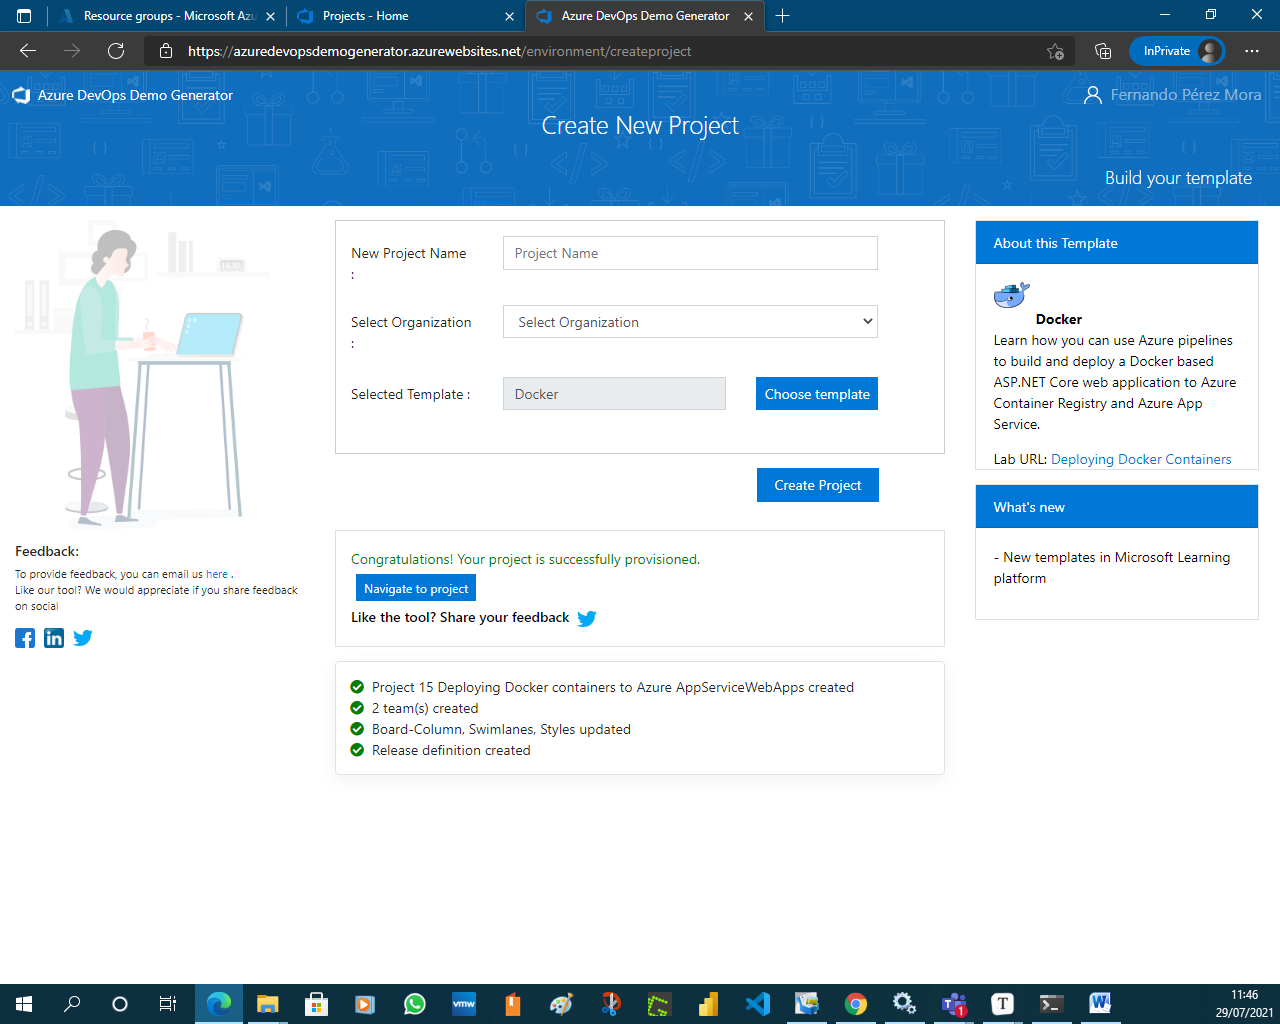 Resource groups - Microsoft Azu
Projects - Home
Azure DevOps Demo Generator
https://azuredevopsdemogenerator.azurewebsites.net/environment/createproject
InPrivate
Azure DevOps Demo Generator
Fernando Pérez Mora
Create New Project
Build your template
New Project Name
:
Project Name
Select Organization
:
Select Organization
Selected Template :
Docker
Choose template
Create Project
About this Template
Docker
Learn how you can use Azure pipelines
to build and deploy a Docker based
ASP.NET Core web application to Azure
Container Registry and Azure App
Service.
Lab URL: Deploying Docker Containers
What's new
- New templates in Microsoft Learning
platform
Feedback:
To provide feedback, you can email us here .
Like our tool? We would appreciate if you share feedback
on social
Congratulations! Your project is successfully provisioned.
Navigate to project
Like the tool? Share your feedback
Project 15 Deploying Docker containers to Azure AppServiceWebApps created
2 team(s) created
Board-Column, Swimlanes, Styles updated
Release definition created
vmw
1
T
W
11:46
29/07/2021